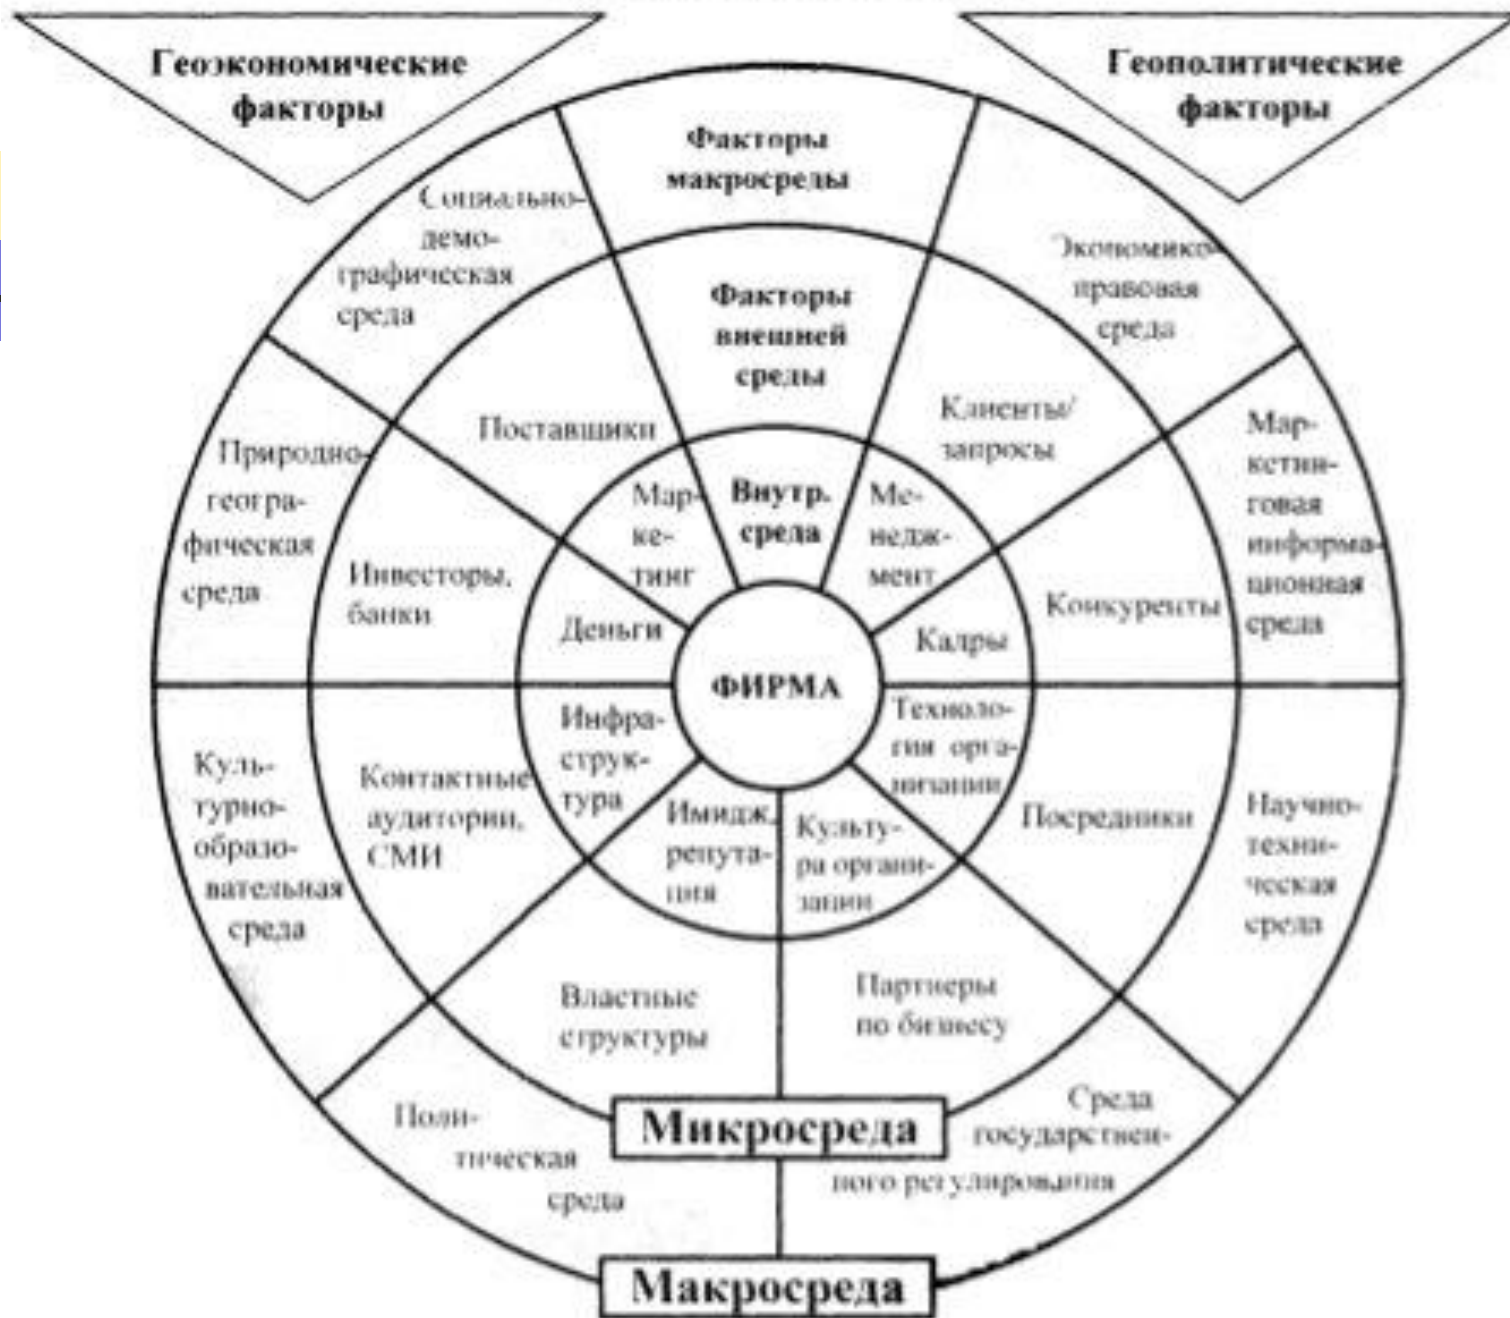 Геоэкономические
факторы
Геополитические
факторы
Факторы
макросреды
Социально-
демо-
графическая
среда
Экономико-
правовая
среда
Факторы
внешней
среды
Поставщики
Клиенты/
запросы
Природно-
геогра-
фическая
среда
Мар-
кетин-
говая
информа-
ционная
среда
Мар-
ке-
тинг
Внутр.
среда
Ме-
недж-
мент
Инвесторы,
банки
Деньги
Кадры
Конкуренты
ФИРМА
Инфра-
струк-
тура
Техноло-
гия орга-
низации
Куль-
турно-
образо-
вательная
среда
Контактные
аудитории,
СМИ
Имидж,
репута-
ция
Культу-
ра органи-
зации
Посредники
Научно-
техни-
ческая
среда
Властные
структуры
Партнеры
по бизнесу
Поли-
тическая
среда
Микросреда
Среда
государствен-
ного регулирования
Макросреда